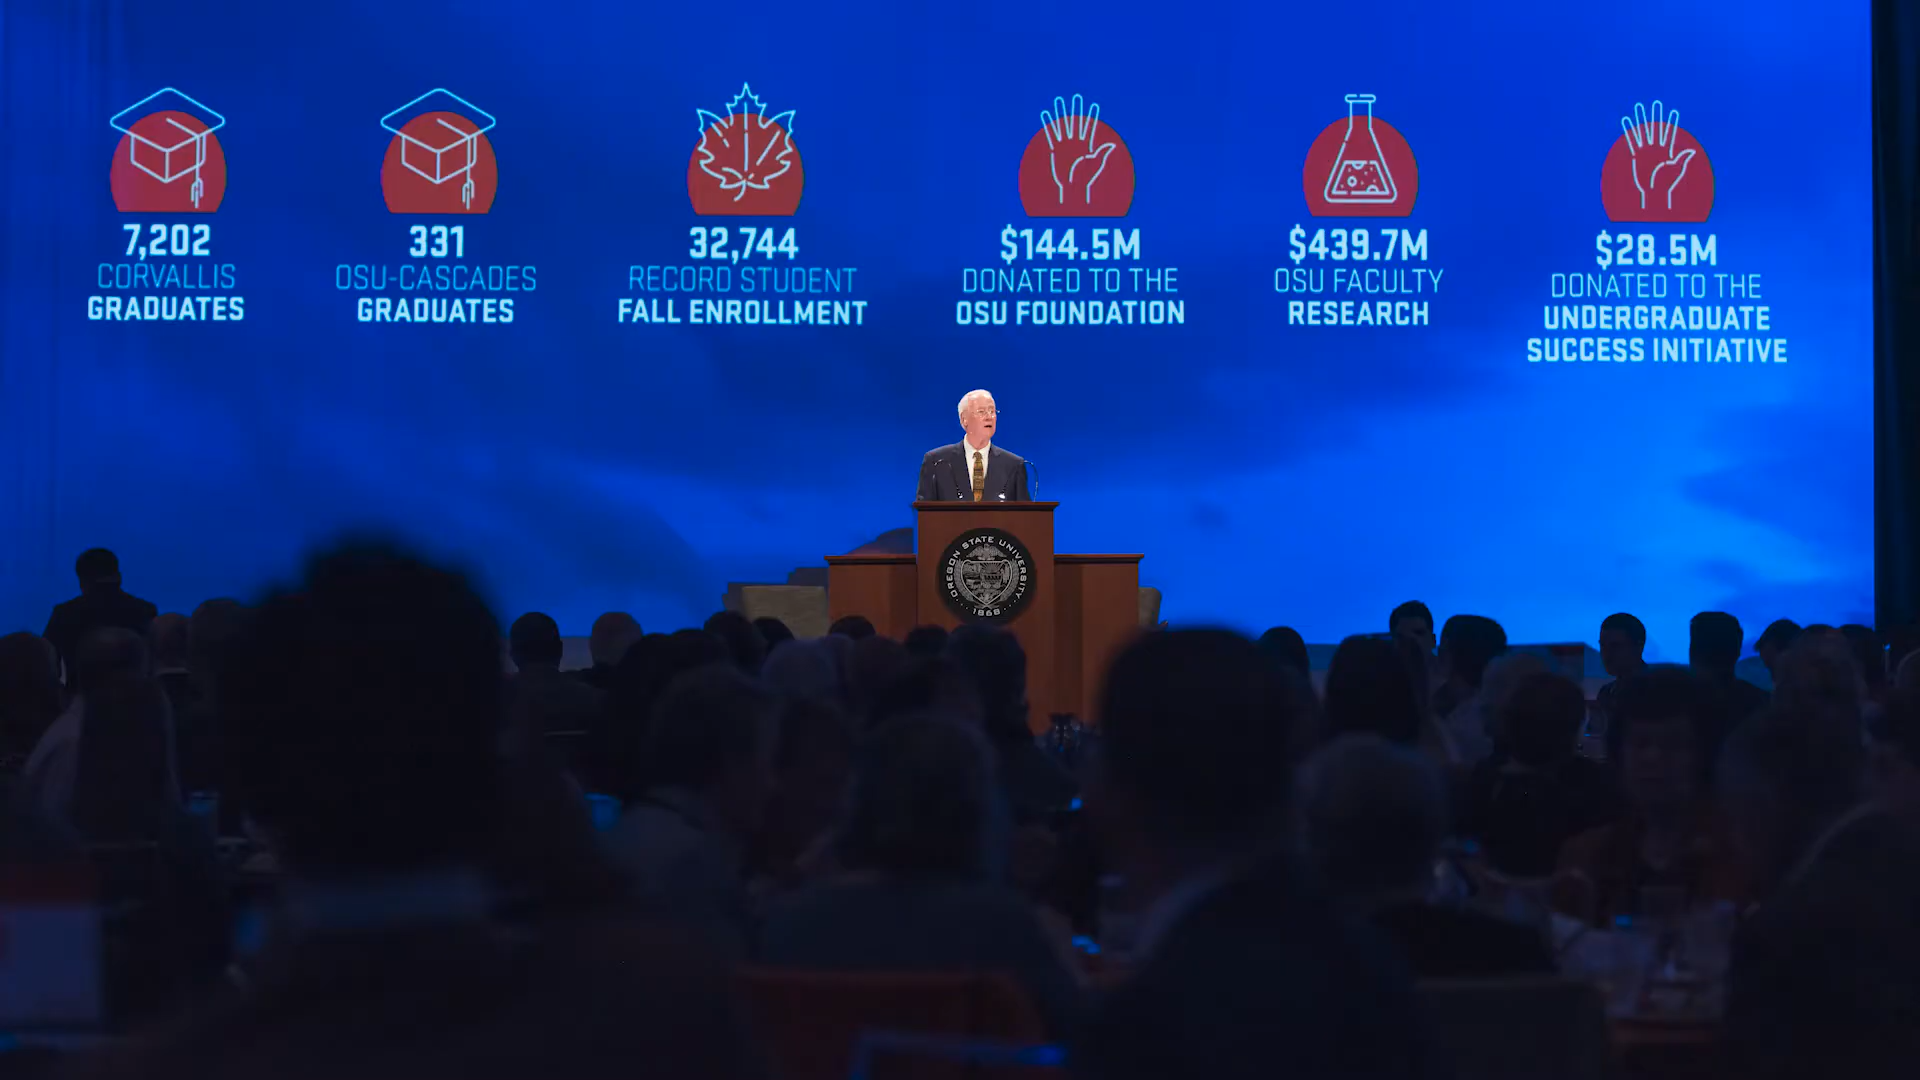 7,202
CORVALLIS
GRADUATES
331
OSU-CASCADES
GRADUATES
32,744
RECORD STUDENT
FALL ENROLLMENT
$144.5M
DONATED TO THE
OSU FOUNDATION
$439.7M
OSU FACULTY
RESEARCH
$28.5M
DONATED TO THE
UNDERGRADUATE
SUCCESS INITIATIVE
OREGON STATE UNIVERSITY
1868